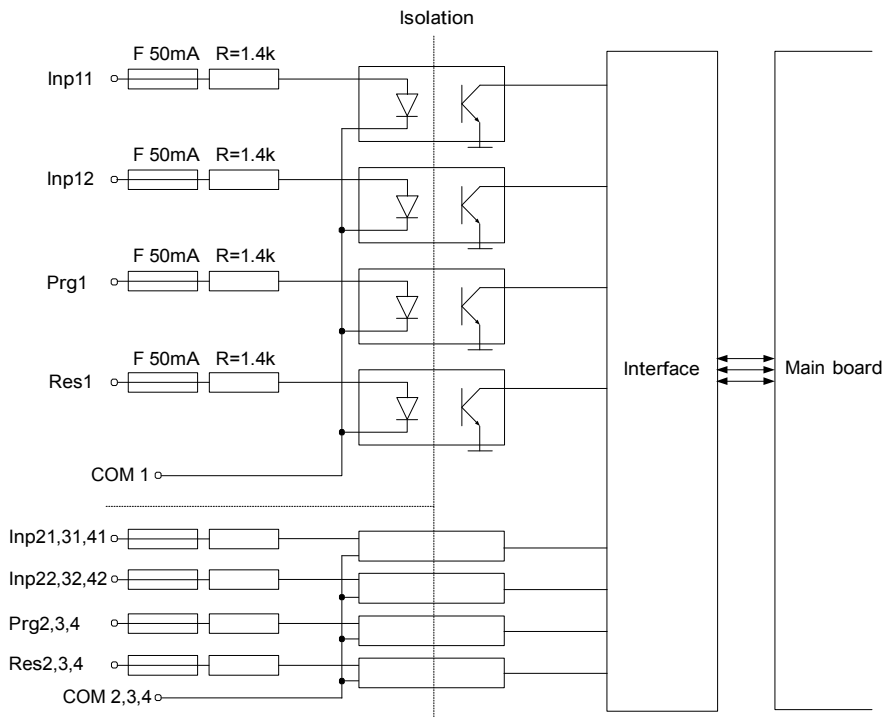 Isolation
F 50mA R=1.4k
Inp11
F 50mA R=1.4k
Inp12
F 50mA R=1.4k
Prg1
F 50mA R=1.4k
Res1
Interface
Main board
COM 1
Inp21,31,41
Inp22,32,42
Prg2,3,4
Res2,3,4
COM 2,3,4